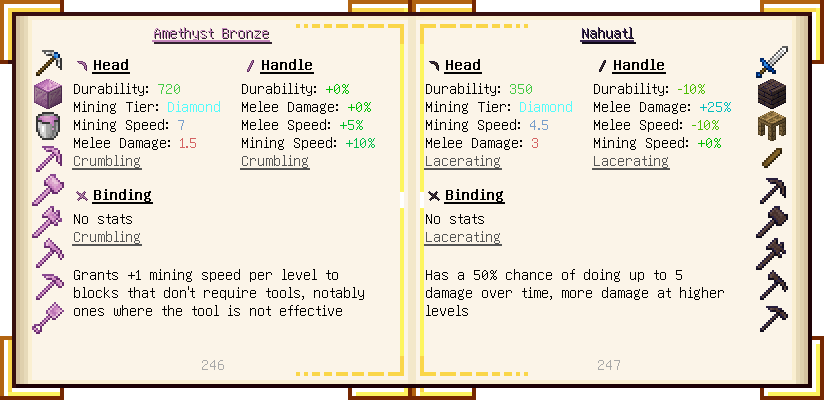 Amethyst Bronze
Head
Durability: 720
Mining Tier: Diamond
Mining Speed: 7
Melee Damage: 1.5
Crumbling
Handle
Durability: +0%
Melee Damage: +0%
Melee Speed: +5%
Mining Speed: +10%
Crumbling
Binding
No stats
Crumbling
Grants +1 mining speed per level to
blocks that don't require tools, notably
ones where the tool is not effective
246
Nahuatl
Head
Durability: 350
Mining Tier: Diamond
Mining Speed: 4.5
Melee Damage: 3
Lacerating
Handle
Durability: -10%
Melee Damage: +25%
Melee Speed: -10%
Mining Speed: +0%
Lacerating
Binding
No stats
Lacerating
Has a 50% chance of doing up to 5
damage over time, more damage at higher
levels
247